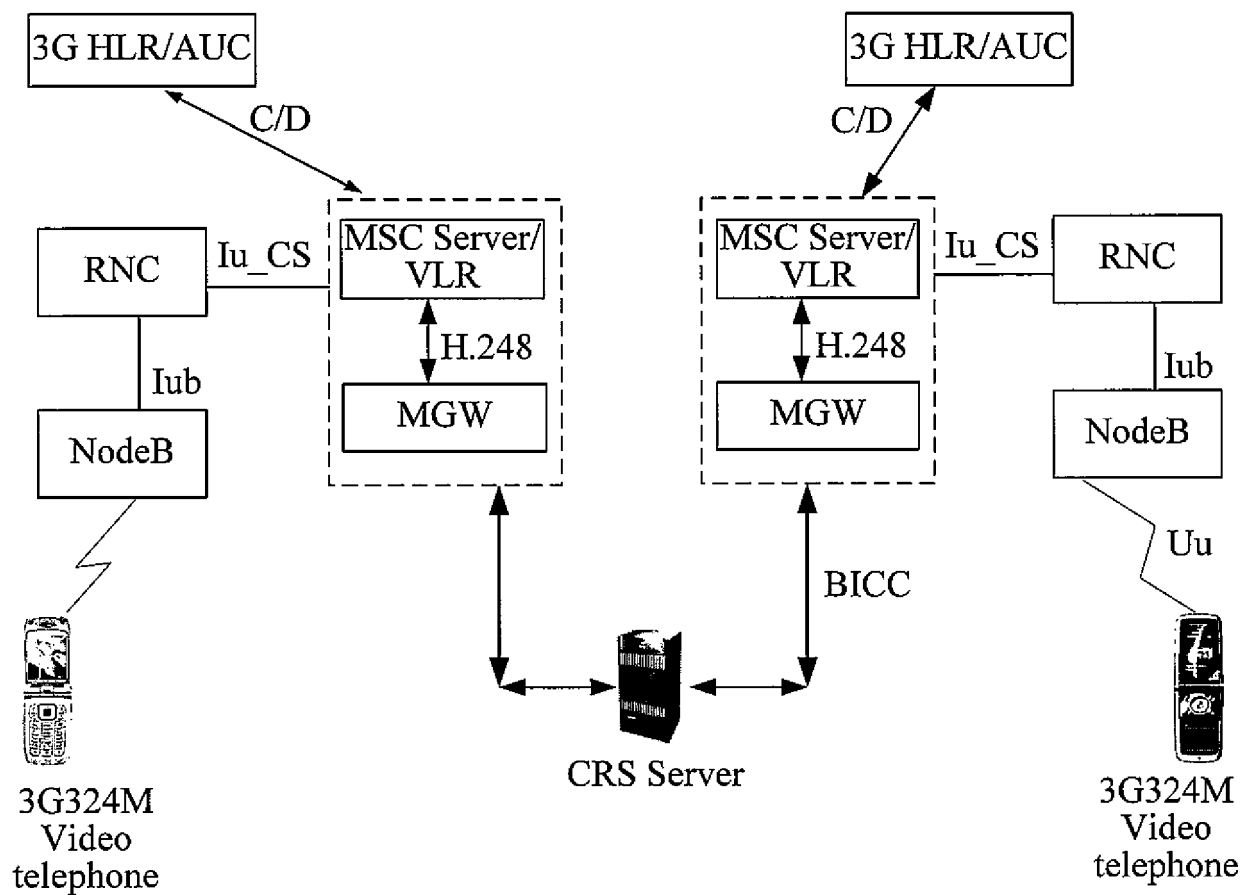 3G HLR/AUC
3G HLR/AUC
C/D
C/D
MSC Server/
VLR
MSC Server/
VLR
RNC
Iu_CS
Iu_CS
RNC
H.248
H.248
Iub
Iub
MGW
MGW
NodeB
NodeB
Uu
BICC
CRS Server
3G324M
Video
telephone
3G324M
Video
telephone